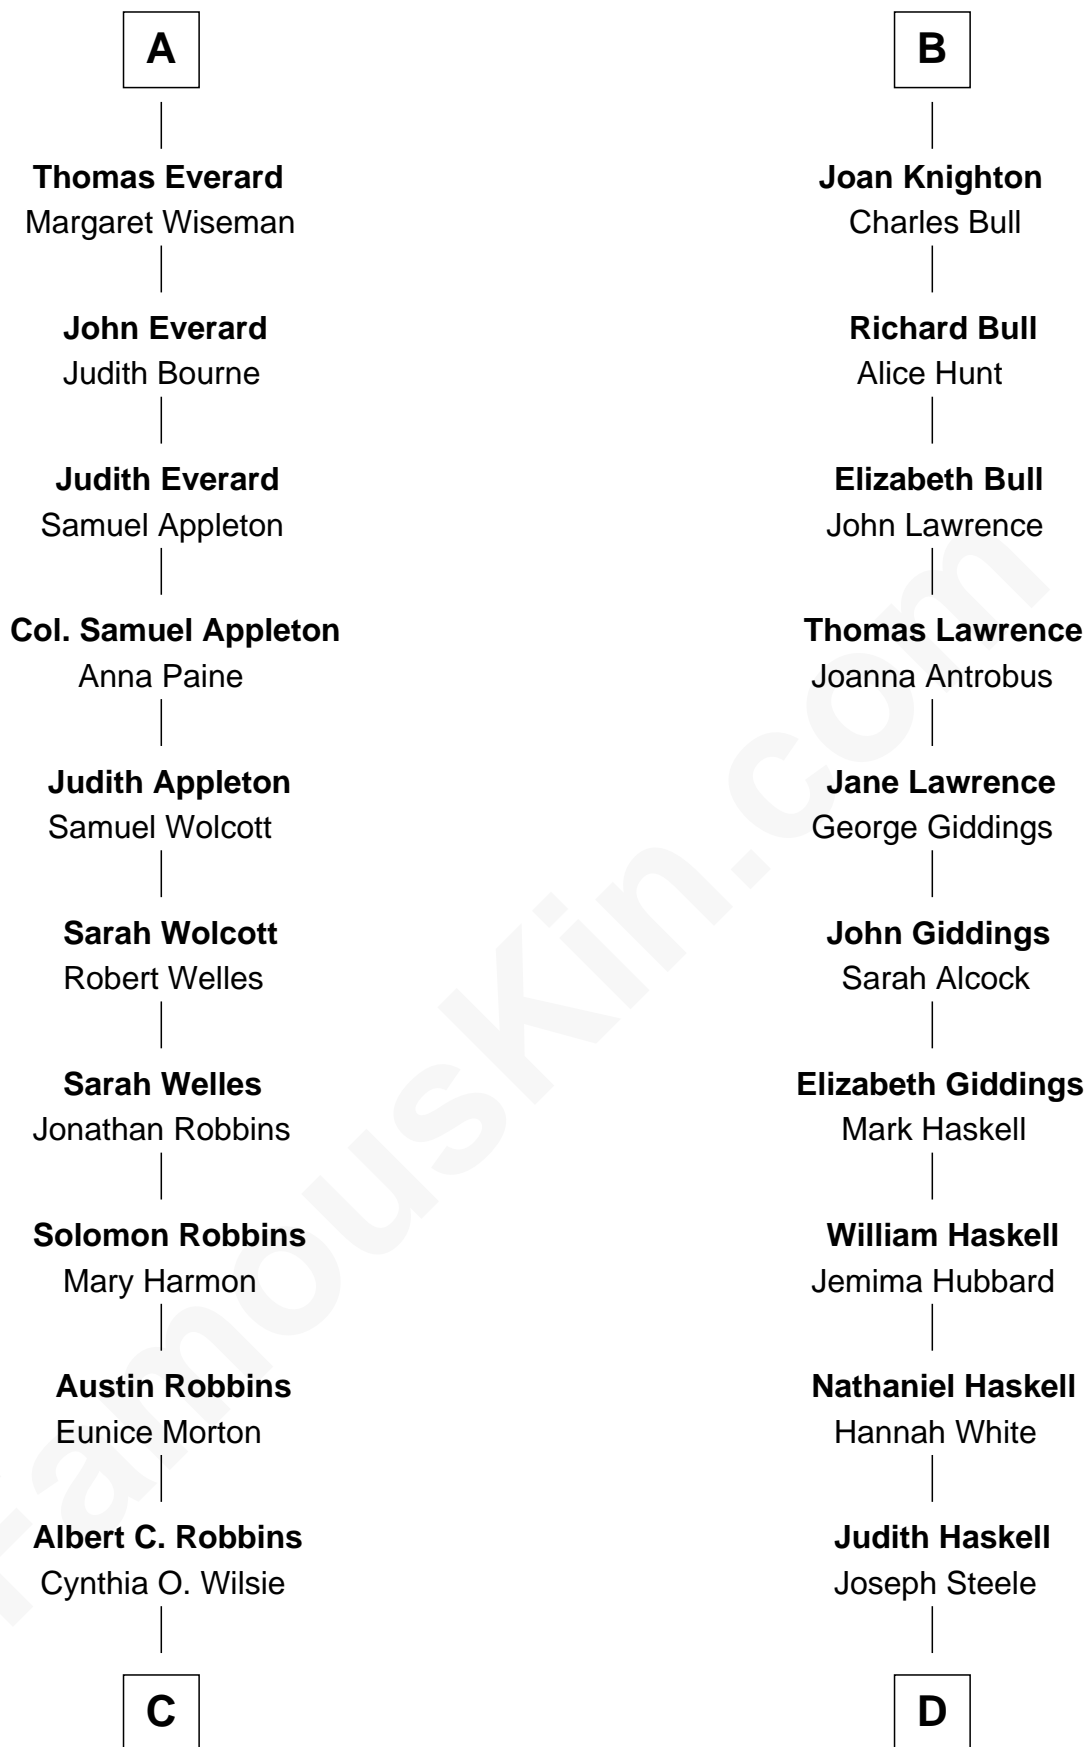 A
Thomas Everard
Margaret Wiseman
John Everard
Judith Bourne
Judith Everard
Samuel Appleton
Col. Samuel Appleton
Anna Paine
Judith Appleton
Samuel Wolcott
Sarah Wolcott
Robert Welles
Sarah Welles
Jonathan Robbins
Solomon Robbins
Mary Harmon
Austin Robbins
Eunice Morton
Albert C. Robbins
Cynthia O. Wilsie
C
B
Joan Knighton
Charles Bull
Richard Bull
Alice Hunt
Elizabeth Bull
John Lawrence
Thomas Lawrence
Joanna Antrobus
Jane Lawrence
George Giddings
John Giddings
Sarah Alcock
Elizabeth Giddings
Mark Haskell
William Haskell
Jemima Hubbard
Nathaniel Haskell
Hannah White
Judith Haskell
Joseph Steele
D
FamousKin.com